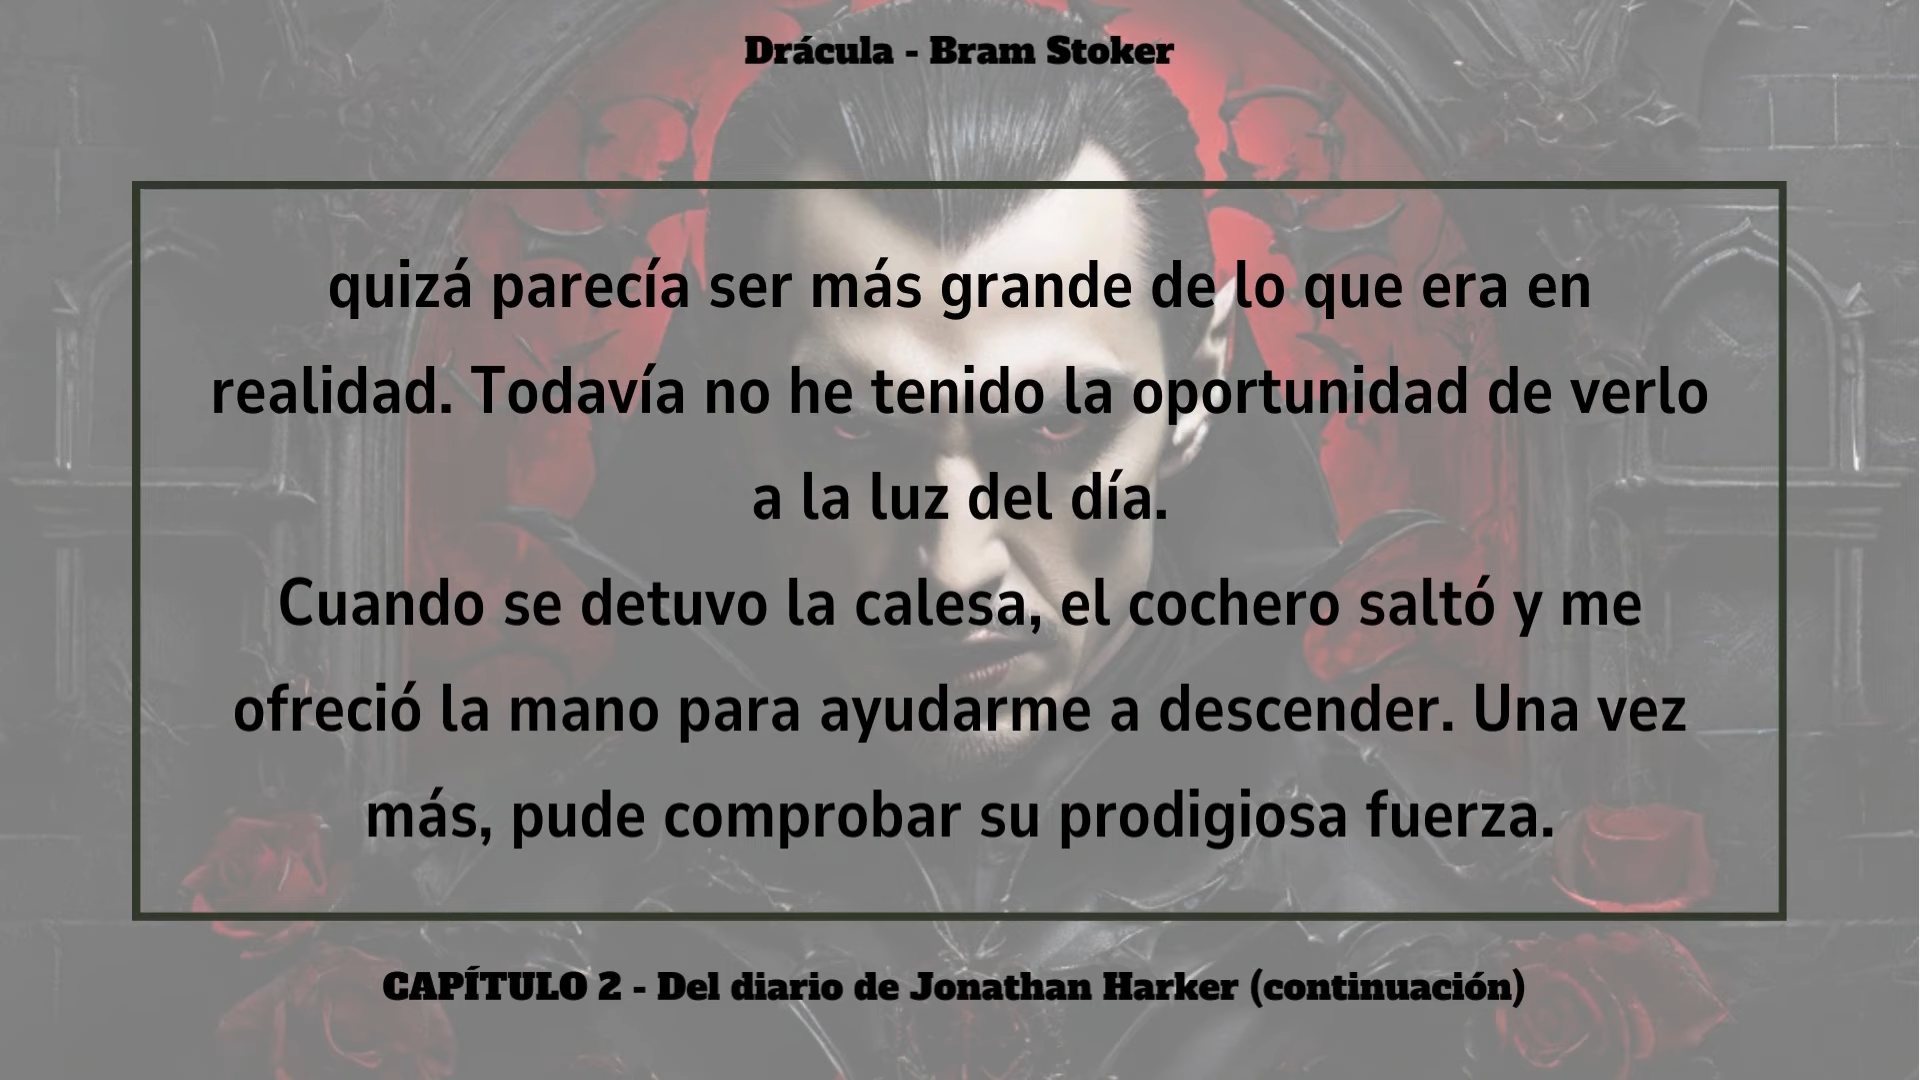 Drácula - Bram Stoker
quizá parecía ser más grande de lo que era en
realidad. Todavía no he tenido la oportunidad de verlo
a la luz del día.
Cuando se detuvo la calesa, el cochero saltó y me
ofreció la mano para ayudarme a descender. Una vez
más, pude comprobar su prodigiosa fuerza.
CAPÍTULO 2 - Del diario de Jonathan Harker (continuación)